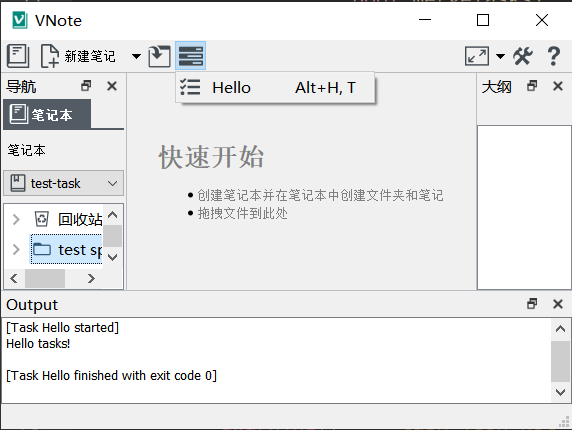 VNote
新建笔记
Hello Alt+H, T
导航
大纲
笔记本
笔记本
test-task
回收站
test sp
快速开始
创建笔记本并在笔记本中创建文件夹和笔记
拖拽文件到此处
Output
[Task Hello started]
Hello tasks!
[Task Hello finished with exit code 0]